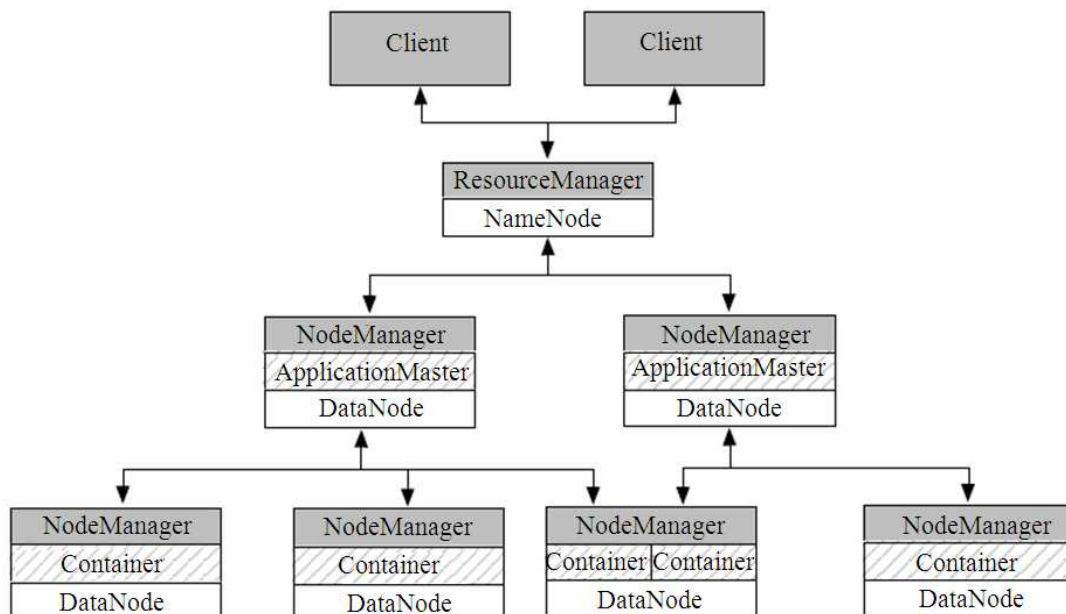 Client
Client
ResourceManager
NameNode
NodeManager
ApplicationMaster
DataNode
NodeManager
ApplicationMaster
DataNode
NodeManager
Container
DataNode
NodeManager
Container
DataNode
NodeManager
Container Container
DataNode
NodeManager
Container
DataNode